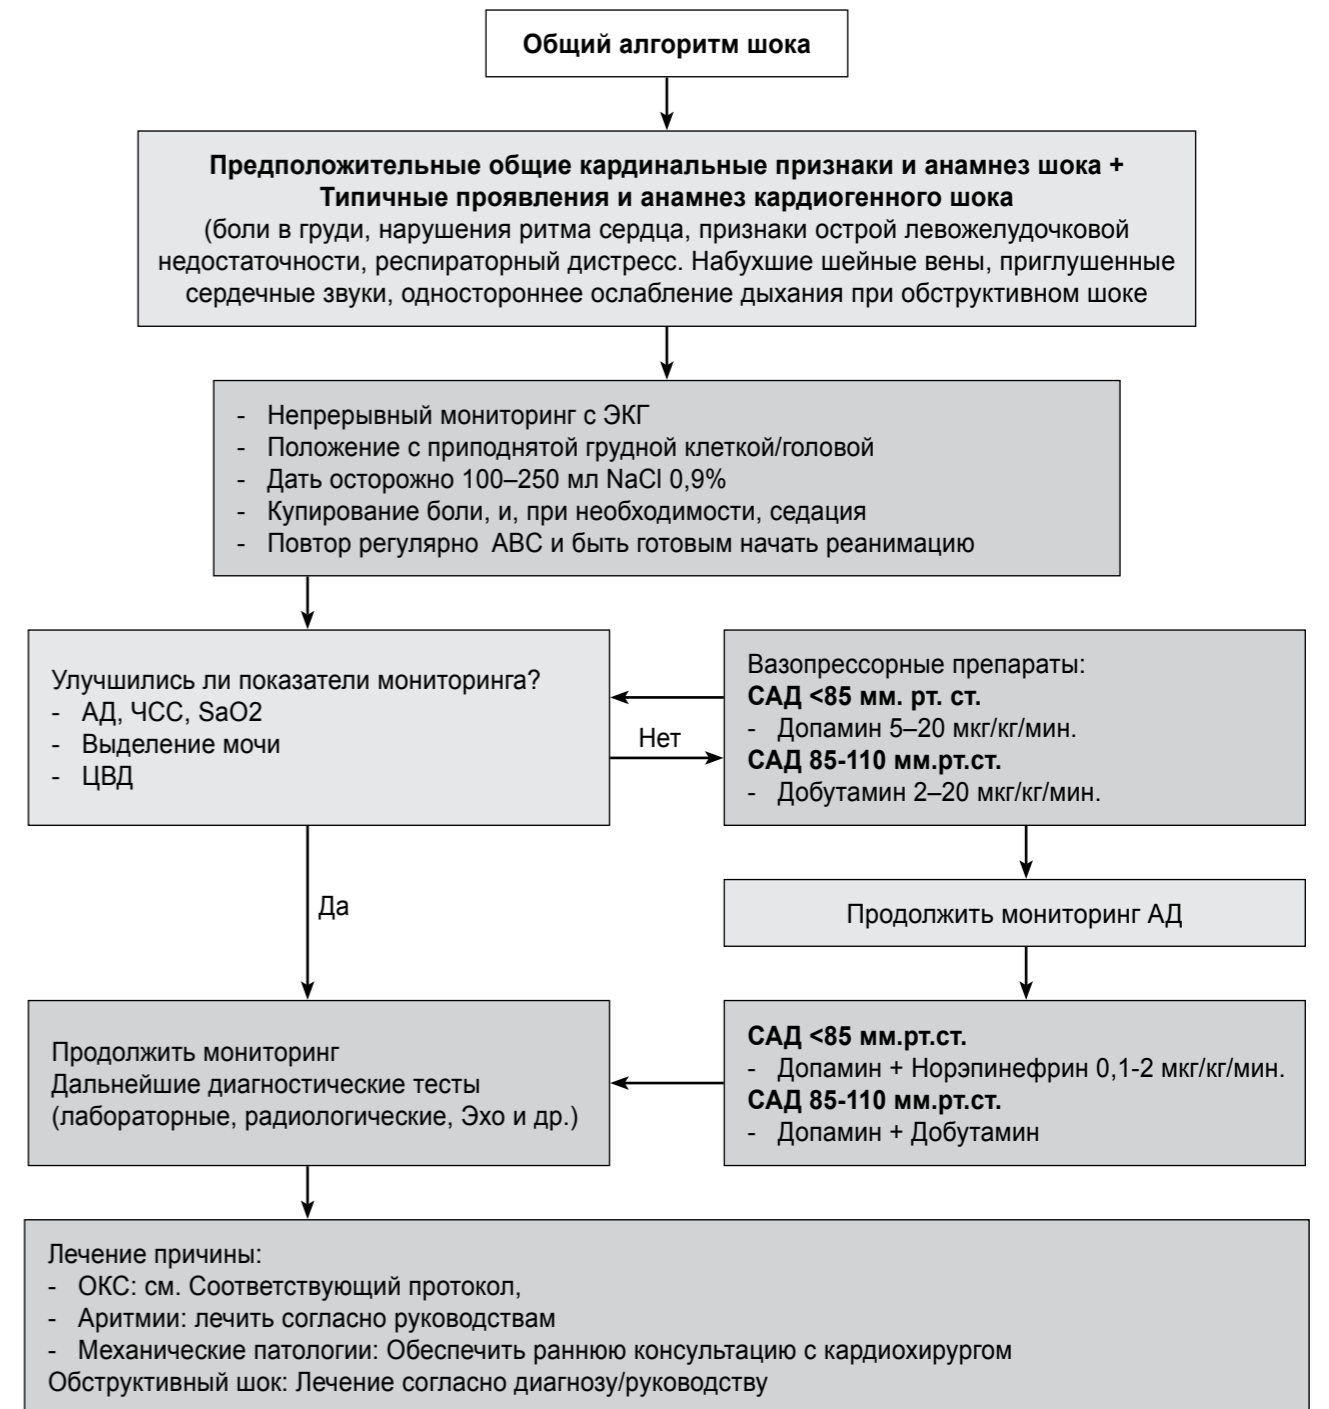 Общий алгоритм шока
Предположительные общие кардинальные признаки и анамнез шока +
Типичные проявления и анамнез кардиогенного шока
(боли в груди, нарушения ритма сердца, признаки острой левожелудочковой
недостаточности, респираторный дистресс. Набухшие шейные вены, приглушенные
сердечные звуки, одностороннее ослабление дыхания при обструктивном шоке
- Непрерывный мониторинг с ЭКГ
- Положение с приподнятой грудной клеткой/головой
- Дать осторожно 100–250 мл NaCl 0,9%
- Купирование боли, и, при необходимости, седация
- Повтор регулярно ABC и быть готовым начать реанимацию
Улучшились ли показатели мониторинга?
- АД, ЧСС, SaO2
- Выделение мочи
- ЦВД
Нет
Вазопрессорные препараты:
САД <85 мм. рт. ст.
- Допамин 5–20 мкг/кг/мин.
САД 85-110 мм.рт.ст.
- Добутамин 2–20 мкг/кг/мин.
Да
Продолжить мониторинг АД
Продолжить мониторинг
Дальнейшие диагностические тесты
(лабораторные, радиологические, Эхо и др.)
САД <85 мм.рт.ст.
- Допамин + Норэпинефрин 0,1-2 мкг/кг/мин.
САД 85-110 мм.рт.ст.
- Допамин + Добутамин
Лечение причины:
- ОКС: см. Соответствующий протокол,
- Аритмии: лечить согласно руководствам
- Механические патологии: Обеспечить раннюю консультацию с кардиохирургом
Обструктивный шок: Лечение согласно диагнозу/руководству